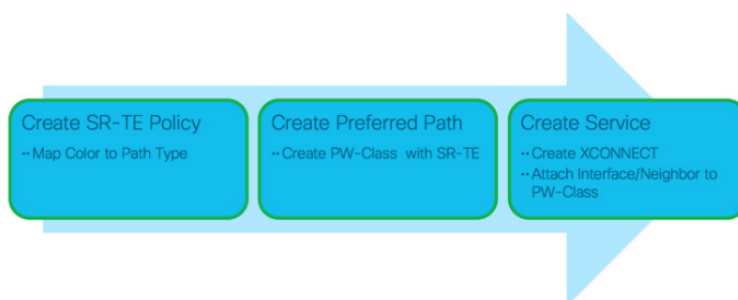 Create SR-TE Policy
•• Map Color to Path Type
Create Preferred Path
•• Create PW-Class with SR-TE
Create Service
•• Create XCONNECT
•• Attach Interface/Neighbor to
PW-Class